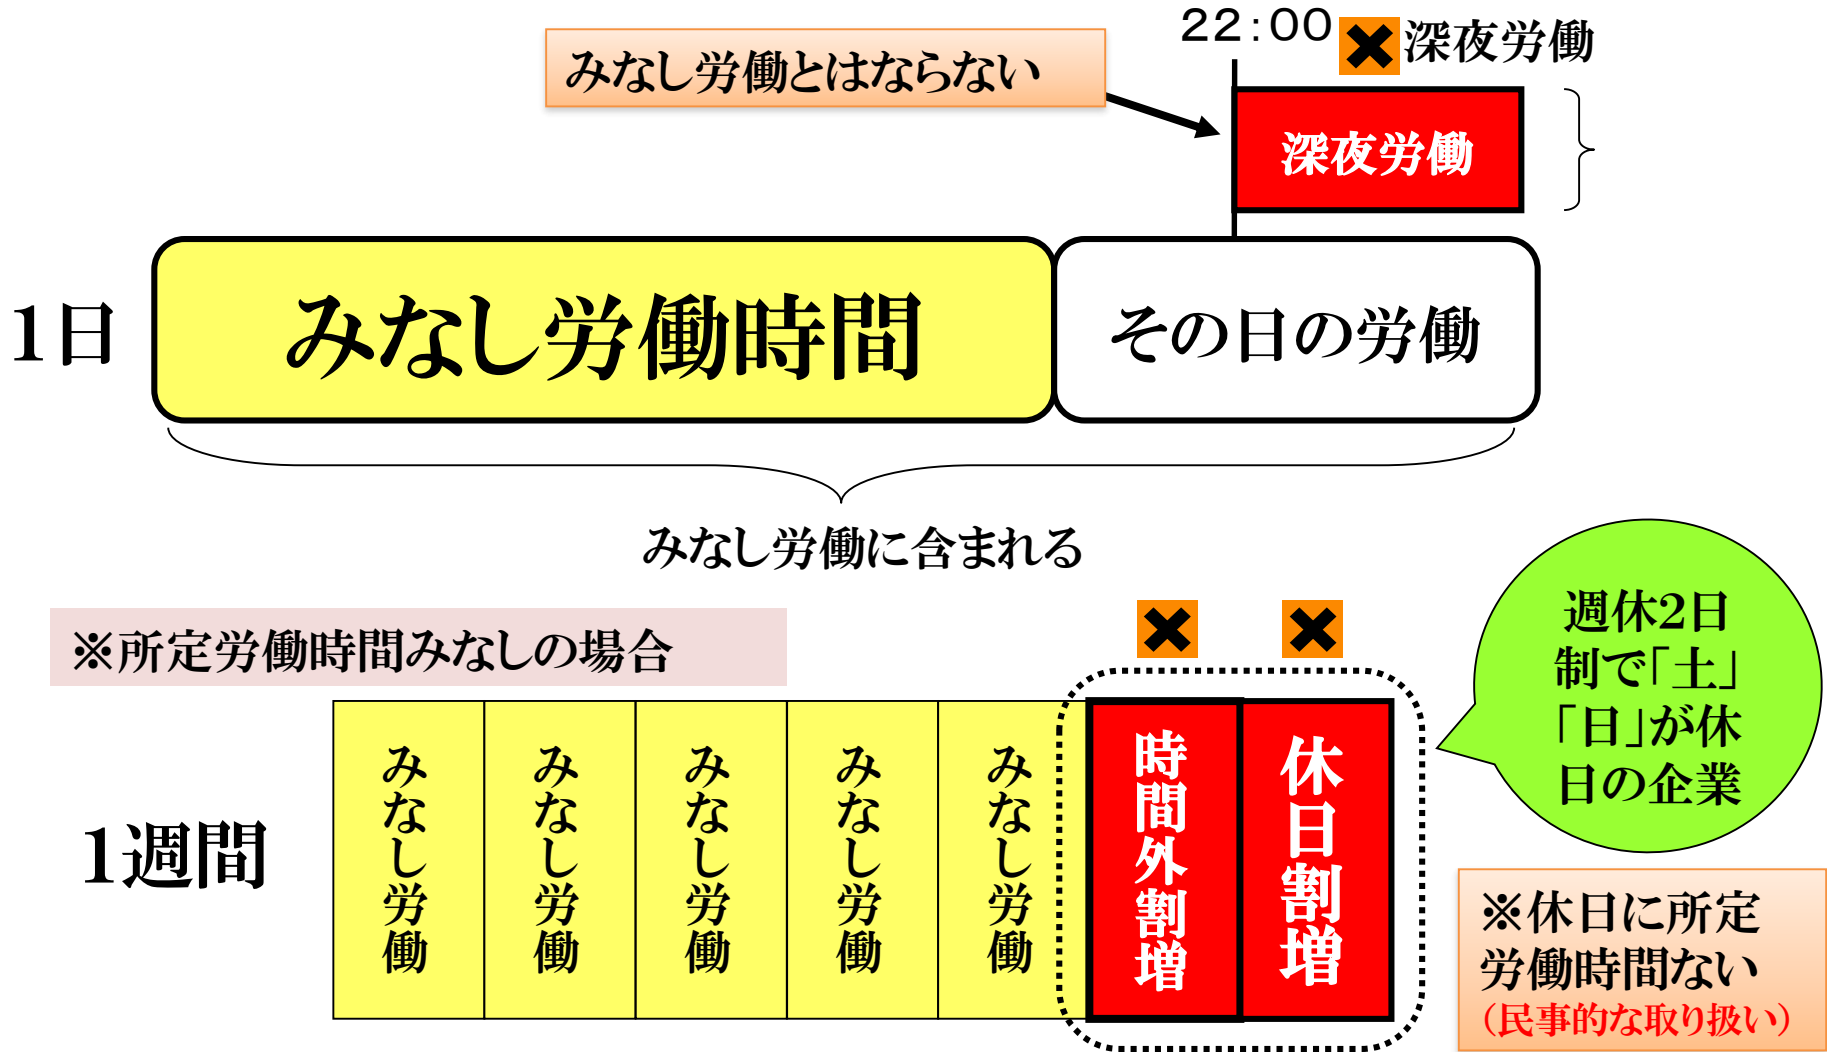 22:00
深夜労働
みなし労働とはならない
深夜労働
1日
みなし労働時間
その日の労働
みなし労働に含まれる
※所定労働時間みなしの場合
1週間
みなし労働
みなし労働
みなし労働
みなし労働
みなし労働
時間外割増
休日割増
週休2日
制で「土」
「日」が休
日の企業
※休日に所定
労働時間ない
（民事的な取り扱い）